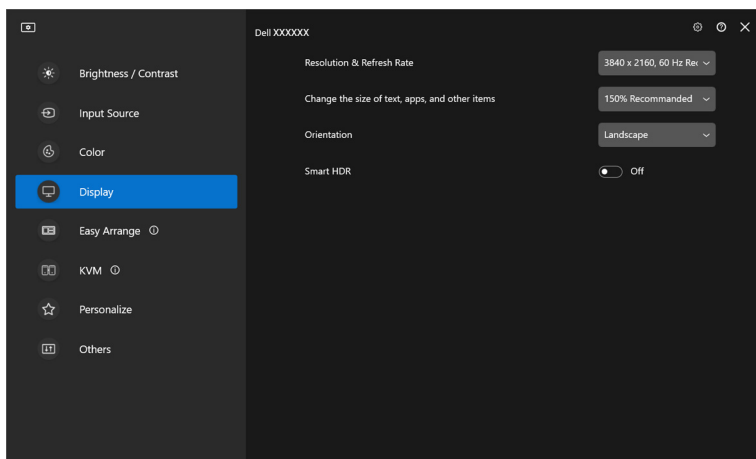 Dell XXXXXX
Brightness / Contrast
Input Source
Color
Display
Easy Arrange
KVM
Personalize
Others
Resolution & Refresh Rate
3840 x 2160, 60 Hz Rec
Change the size of text, apps, and other items
150% Recommanded
Orientation
Landscape
Smart HDR
Off